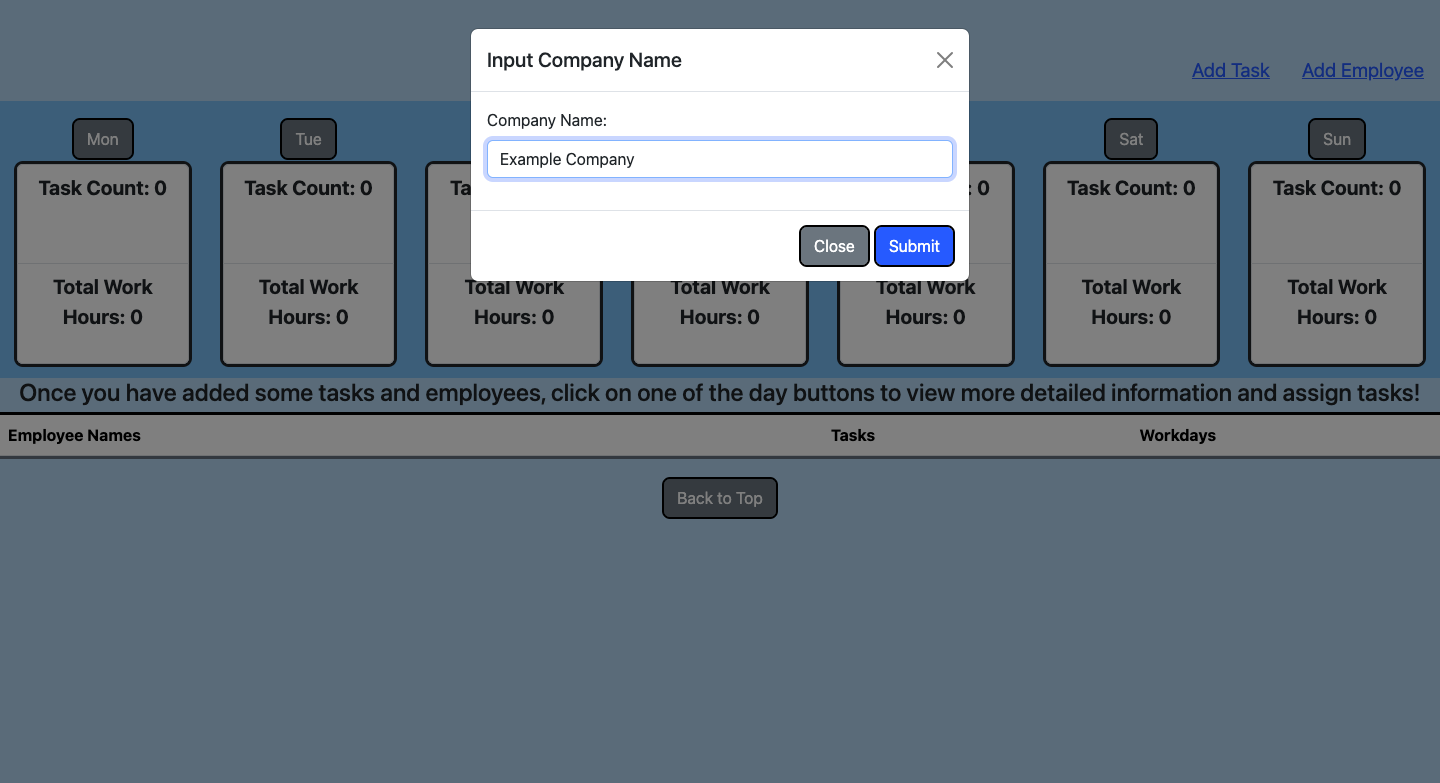 Input Company Name
Add Task Add Employee
Company Name:
Example Company
Close Submit
Mon Tue Sat Sun
Task Count: 0 Task Count: 0 Ta : 0 Task Count: 0 Task Count: 0
Total Work Total Work Total Work Total Work Total Work Total Work Total Work
Hours: 0 Hours: 0 Hours: 0 Hours: 0 Hours: 0 Hours: 0 Hours: 0
Once you have added some tasks and employees, click on one of the day buttons to view more detailed information and assign tasks!
Employee Names Tasks Workdays
Back to Top